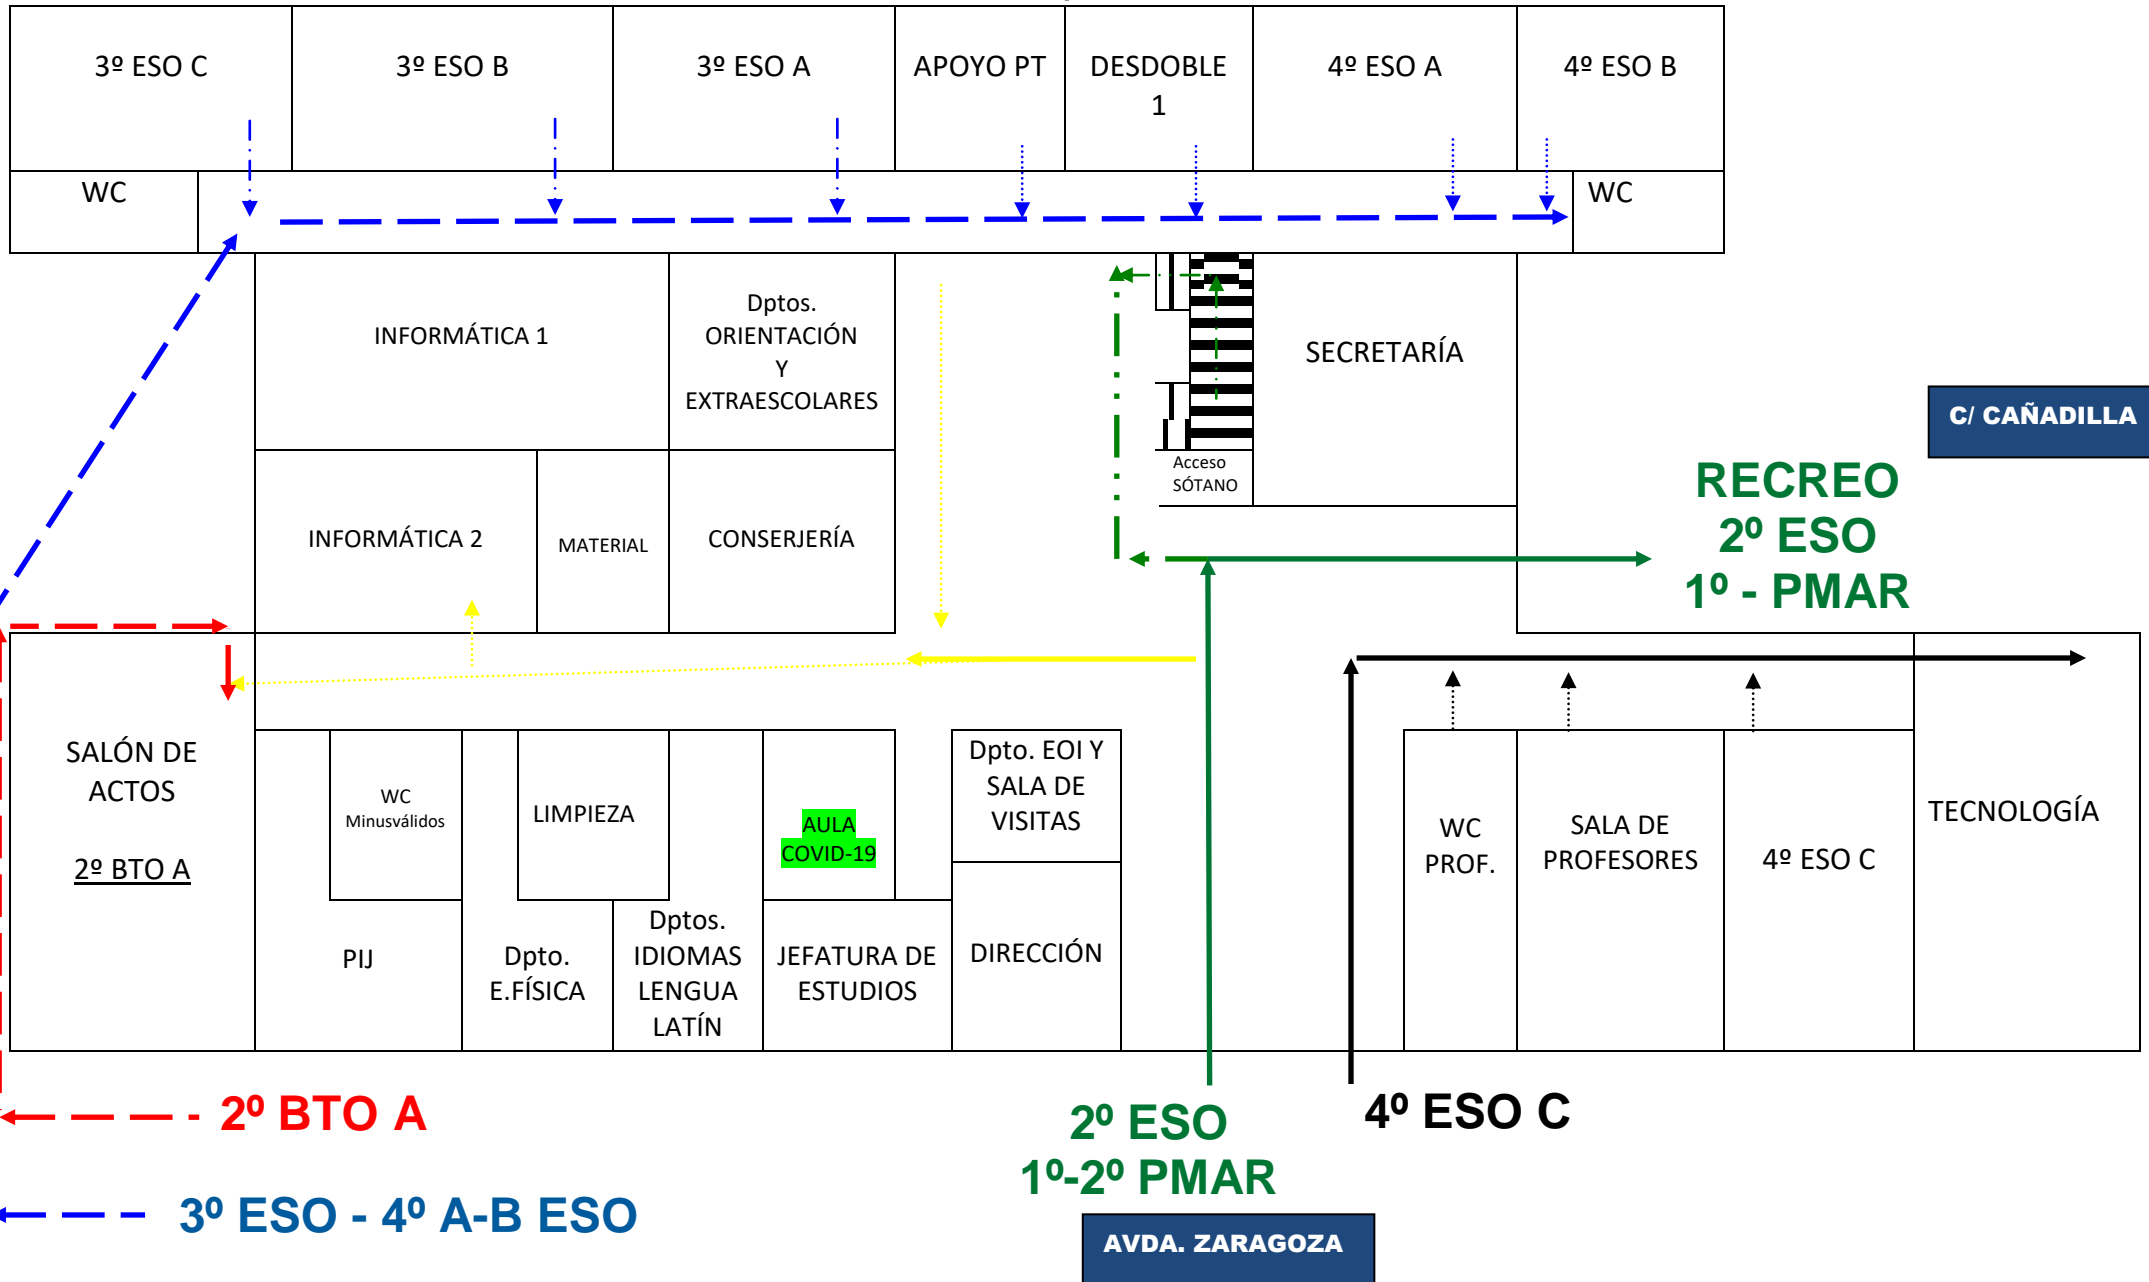 3º ESO C
3º ESO B
3º ESO A
APOYO PT
DESDOBLE
1
4º ESO A
4º ESO B
WC
WC
INFORMÁTICA 1
Dptos.
ORIENTACIÓN
Y
EXTRAESCOLARES
SECRETARÍA
C/ CAÑADILLA
Acceso
SÓTANO
RECREO
2º ESO
1º - PMAR
INFORMÁTICA 2
MATERIAL
CONSERJERÍA
SALÓN DE
ACTOS
2º BTO A
WC
Minusválidos
LIMPIEZA
AULA
COVID-19
Dpto. EOI Y
SALA DE
VISITAS
WC
PROF.
SALA DE
PROFESORES
4º ESO C
TECNOLOGÍA
PIJ
Dpto.
E.FÍSICA
Dptos.
IDIOMAS
LENGUA
LATÍN
JEFATURA DE
ESTUDIOS
DIRECCIÓN
2º BTO A
2º ESO
1º-2º PMAR
4º ESO C
3º ESO - 4º A-B ESO
AVDA. ZARAGOZA